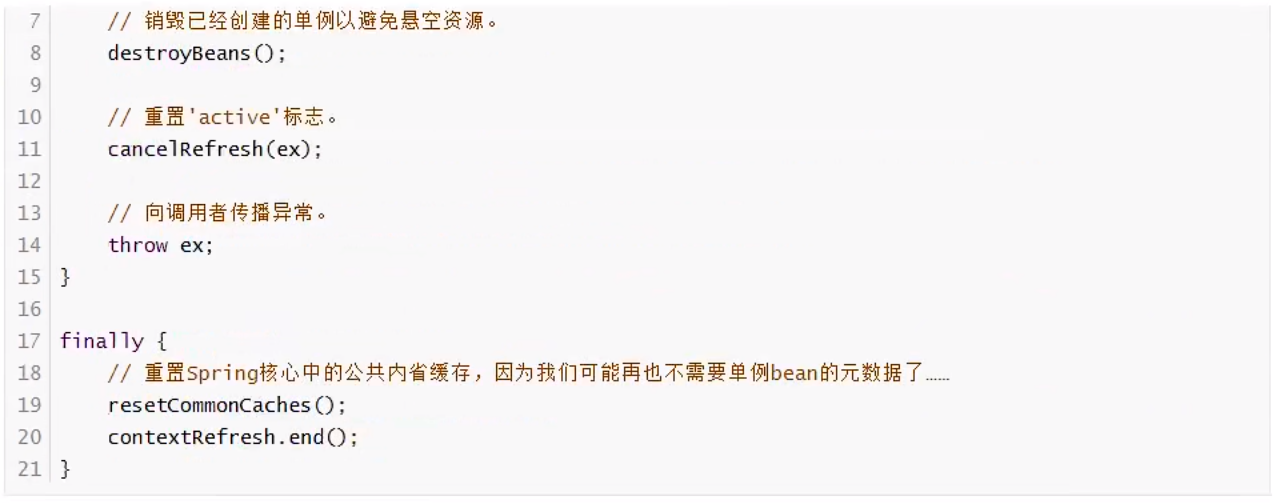 7 // 销毁已经创建的单例以避免悬空资源。
8 destroyBeans();
9
10 // 重置'active'标志。
11 cancelRefresh(ex);
12
13 // 向调用者传播异常。
14 throw ex;
15 }
16
17 finally {
18 // 重置Spring核心中的公共内省缓存，因为我们可能再也不需要单例bean的元数据了……
19 resetCommonCaches();
20 contextRefresh.end();
21 }